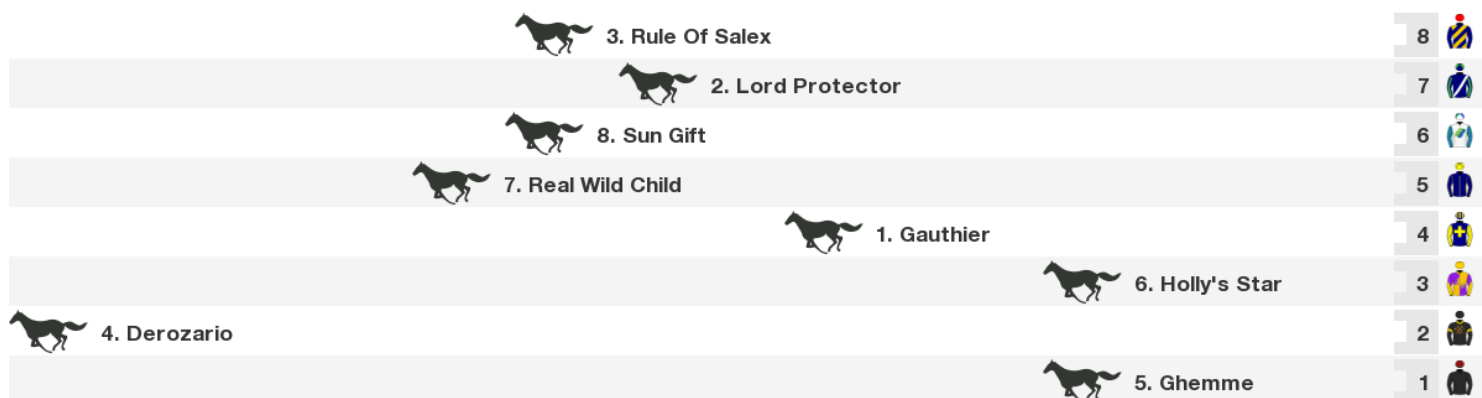 3. Rule Of Salex 8
2. Lord Protector 7
8. Sun Gift 6
7. Real Wild Child 5
1. Gauthier 4
6. Holly's Star 3
4. Derozario 2
5. Ghemme 1